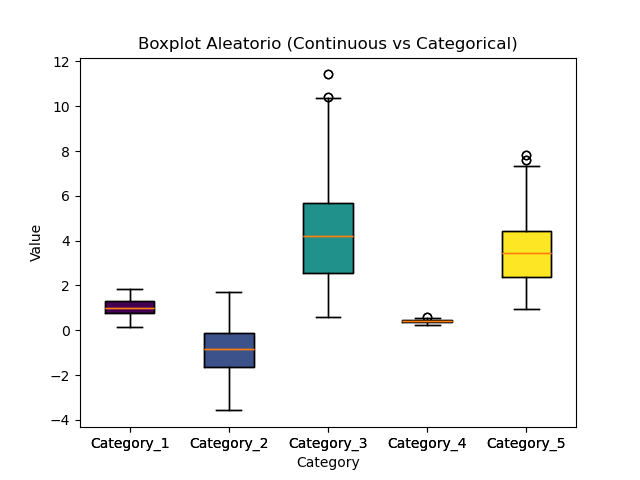 Boxplot Aleatorio (Continuous vs Categorical)
12
10
8
6
4
2
0
−2
−4
Value
Category_1 Category_2 Category_3 Category_4 Category_5
Category